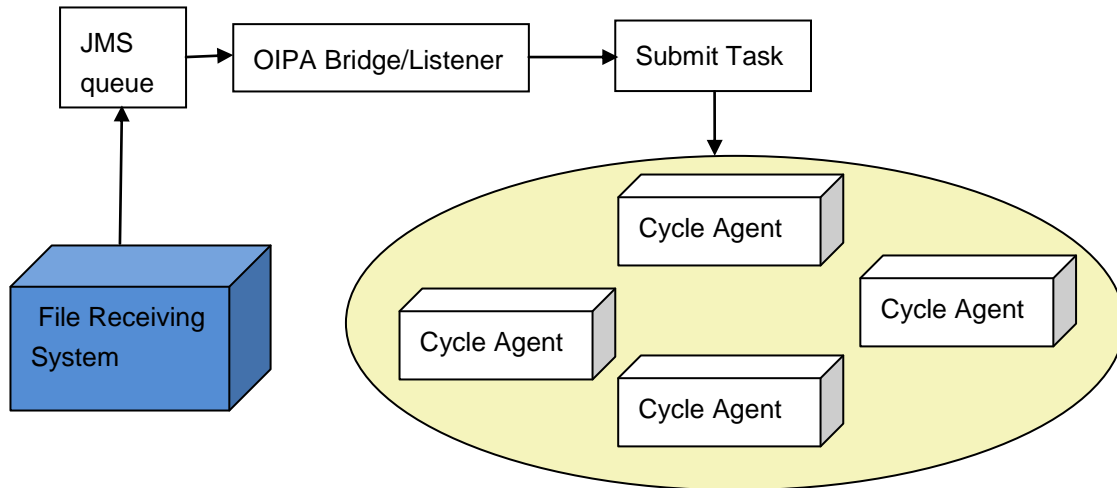 JMS
queue
OIPA Bridge/Listener
Submit Task
File Receiving
System
Cycle Agent
Cycle Agent
Cycle Agent
Cycle Agent